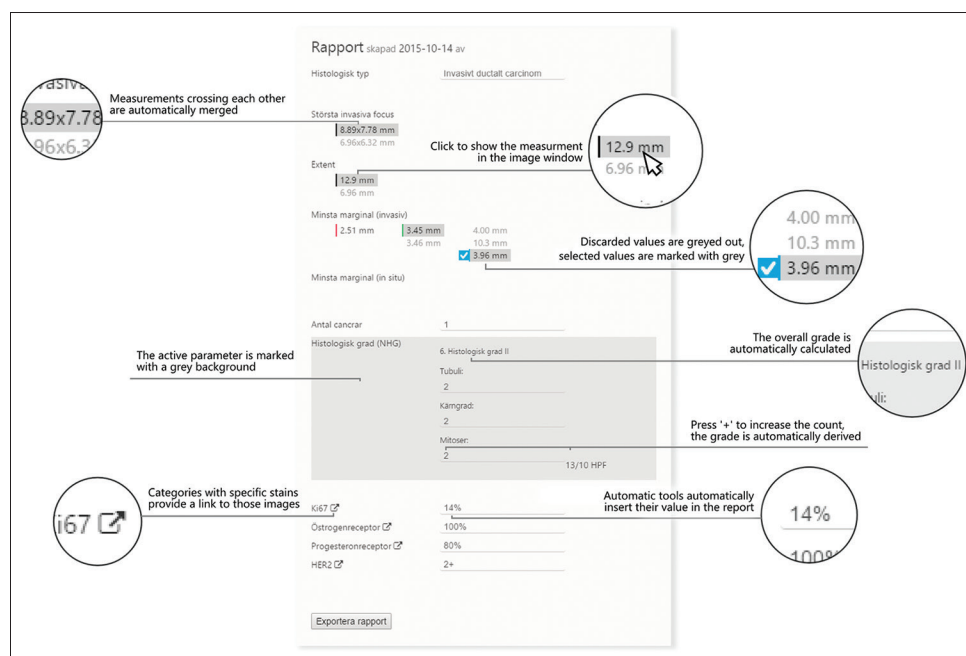 Rapport skapad 2015-10-14 av
Histologisk typ Invasivt ductalt carcinom
Measurements crossing each other
are automatically merged
8.89x7.78
96x6.3
Största invasiva focus
8.89x7.78 mm
6.96x6.32 mm
Click to show the measurment
in the image window
12.9 mm
6.96
Extent
12.9 mm
6.96 mm
Minsta marginal (invasiv)
2.51 mm 3.45 mm 4.00 mm
3.46 mm 10.3 mm
3.96 mm
Discarded values are greyed out,
selected values are marked with grey
4.00 mm
10.3 mm
3.96 mm
Minsta marginal (in situ)
Antal cancrar 1
Histologisk grad (NHG)
6. Histologisk grad II
Tubuli:
2
Kärngrad:
2
Mitoser:
2
13/10 HPF
The active parameter is marked
with a grey background
The overall grade is
automatically calculated
Histologisk grad II
uli:
Press '+' to increase the count,
the grade is automatically derived
Categories with specific stains
provide a link to those images
i67
Ki67 14%
Östrogenreceptor 100%
Progesteronreceptor 80%
HER2 2+
Automatic tools automatically
insert their value in the report
14%
100%
Exportera rapport